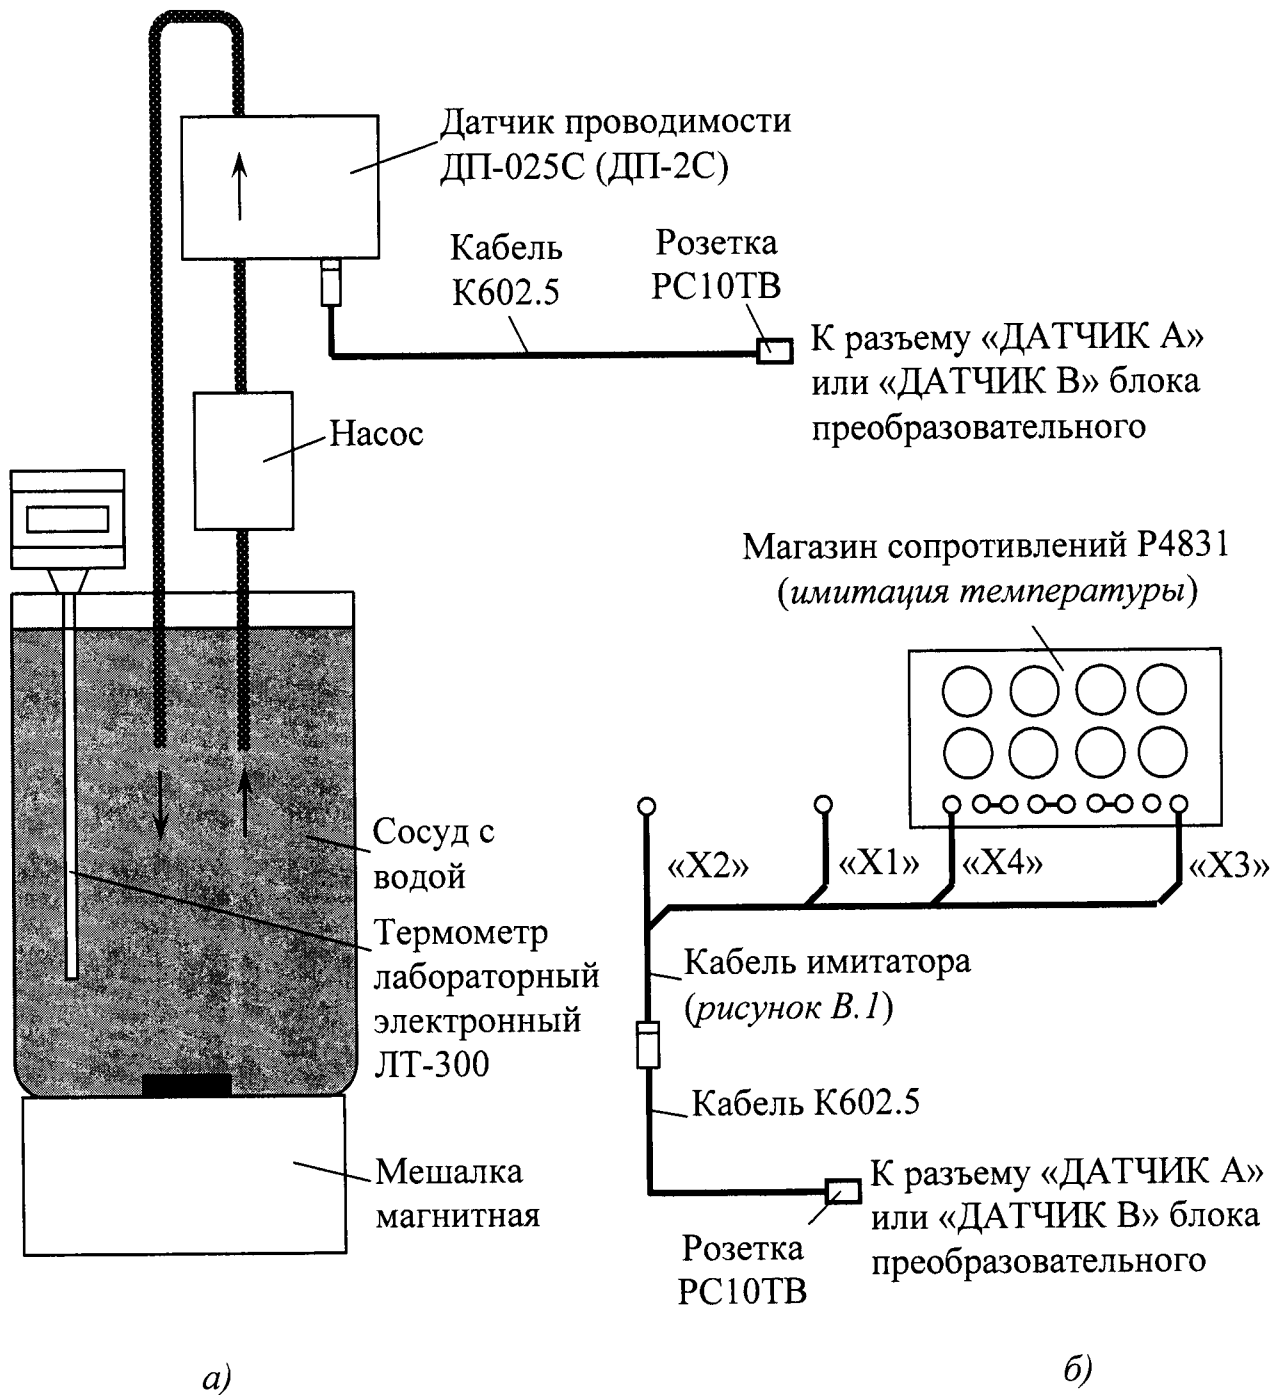 Датчик проводимости
ДП-025С (ДП-2С)
Кабель
К602.5
Розетка
РС10ТВ
К разъему «ДАТЧИК А»
или «ДАТЧИК В» блока
преобразовательного
Насос
Сосуд с
водой
Термометр
лабораторный
электронный
ЛТ-300
Мешалка
магнитная
а)
Магазин сопротивлений Р4831
(имитация температуры)
«Х2»
«Х1»
«Х4»
«Х3»
Кабель имитатора
(рисунок В.1)
Кабель К602.5
К разъему «ДАТЧИК А»
или «ДАТЧИК В» блока
преобразовательного
Розетка
РС10ТВ
б)